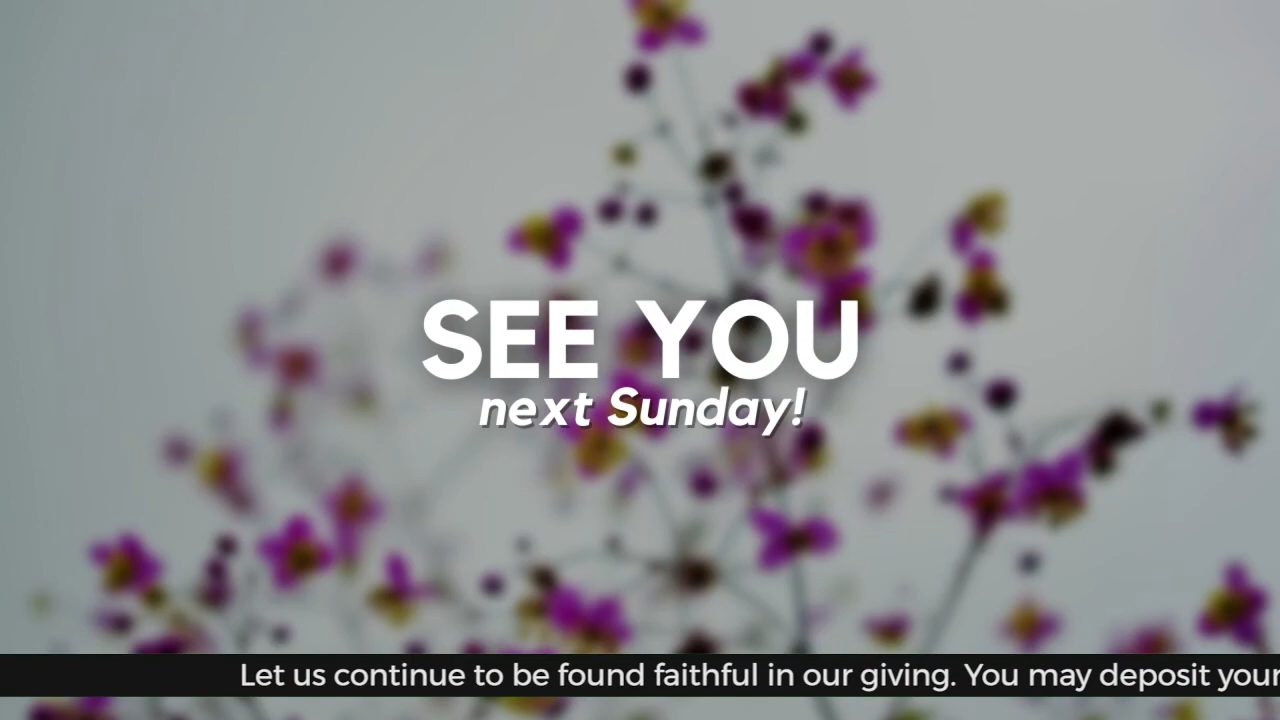 SEE YOU
next Sunday!
Let us continue to be found faithful in our giving. You may deposit your